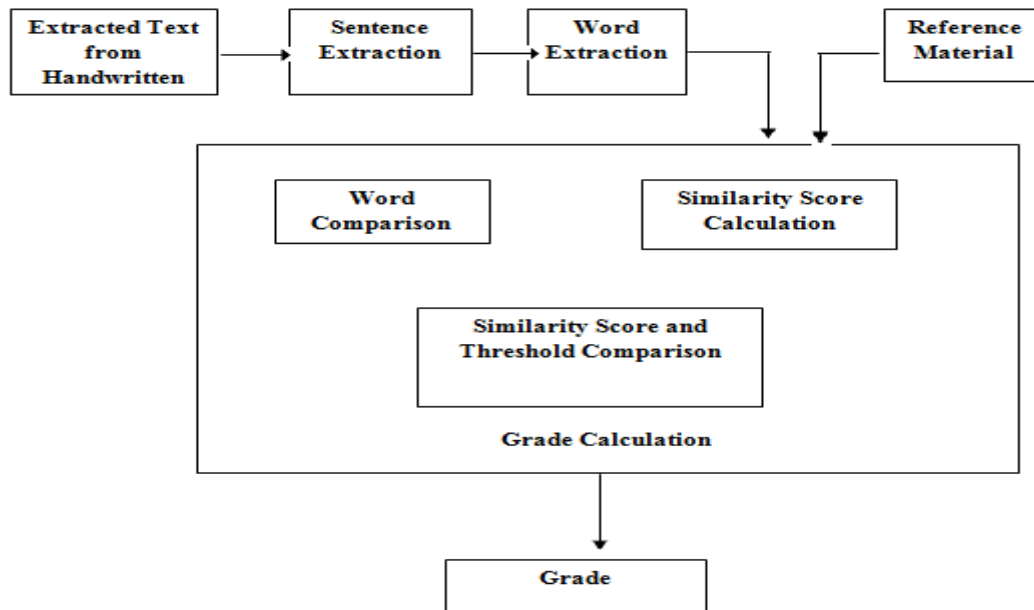 Extracted Text
from
Handwritten
Sentence
Extraction
Word
Extraction
Reference
Material
Word
Comparison
Similarity Score
Calculation
Similarity Score and
Threshold Comparison
Grade Calculation
Grade